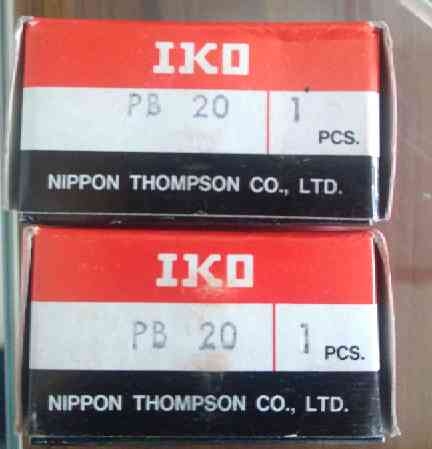 IKO
PB 20 1 PCS.
NIPPON THOMPSON CO., LTD.
IKO
PB 20 1 PCS.
NIPPON THOMPSON CO., LTD.